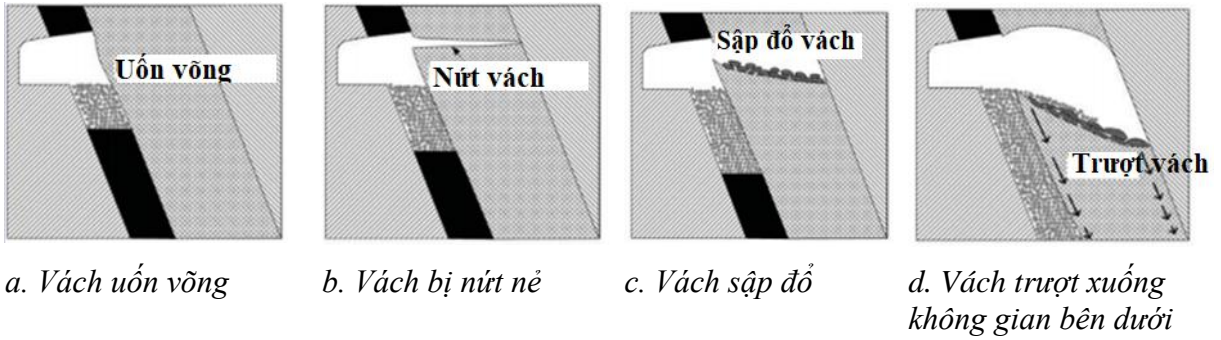 Uốn võng
Nứt vách
Sập đổ vách
Trượt vách
a. Vách uốn võng
b. Vách bị nứt nẻ
c. Vách sập đổ
d. Vách trượt xuống
không gian bên dưới